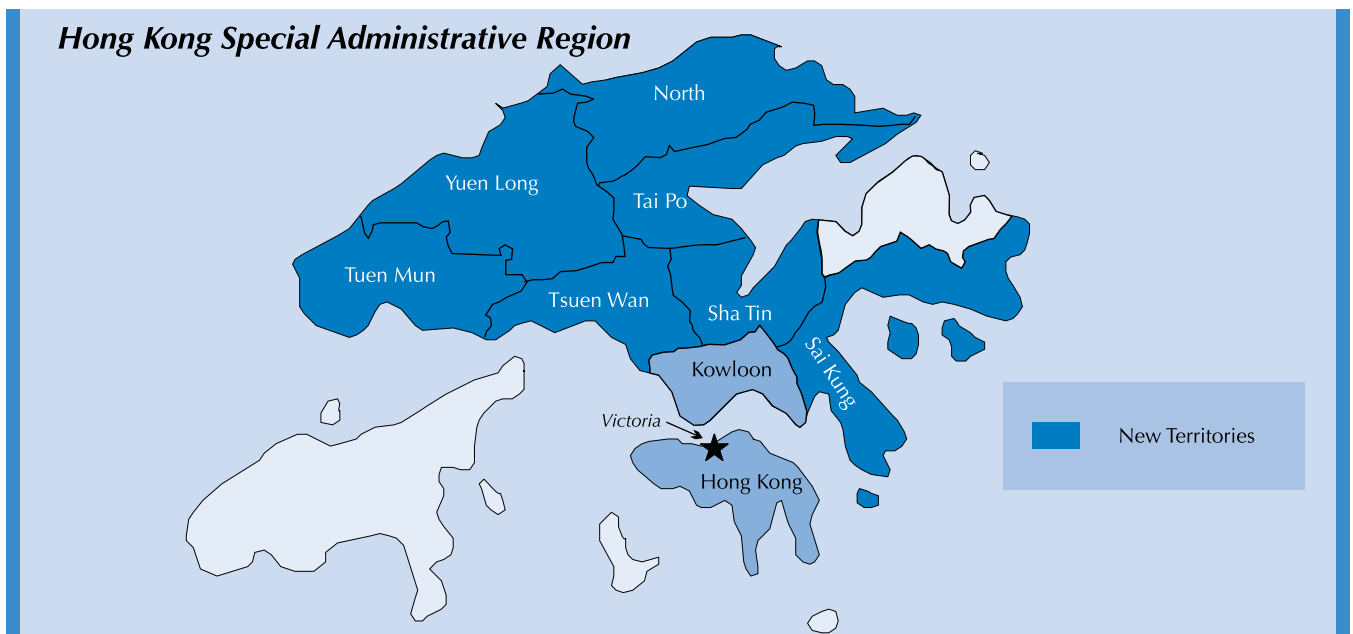 Hong Kong Special Administrative Region
North
Yuen Long
Tai Po
Tuen Mun
Tsuen Wan
Sha Tin
Sai Kung
Kowloon
Victoria
Hong Kong
New Territories